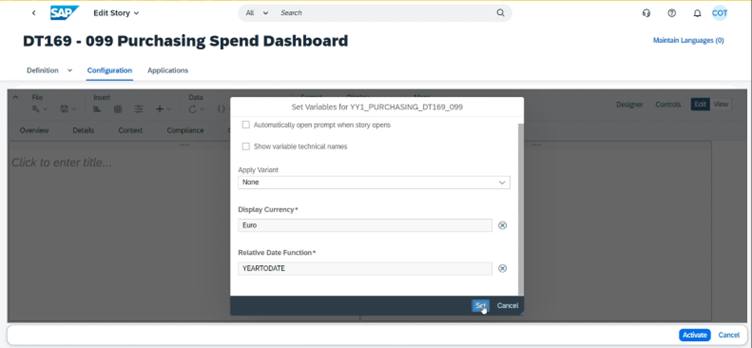 SAP
Edit Story
All
Search
COT
DT169 - 099 Purchasing Spend Dashboard
Maintain Languages (0)
Definition
Configuration
Applications
File
Insert
Data
Designer
Controls
Edit
View
Overview
Details
Context
Compliance
Click to enter title...
Set Variables for YY1_PURCHASING_DT169_099
Automatically open prompt when story opens
Show variable technical names
Apply Variant
None
Display Currency*
Euro
Relative Date Function*
YEARTODATE
Set
Cancel
Activate
Cancel